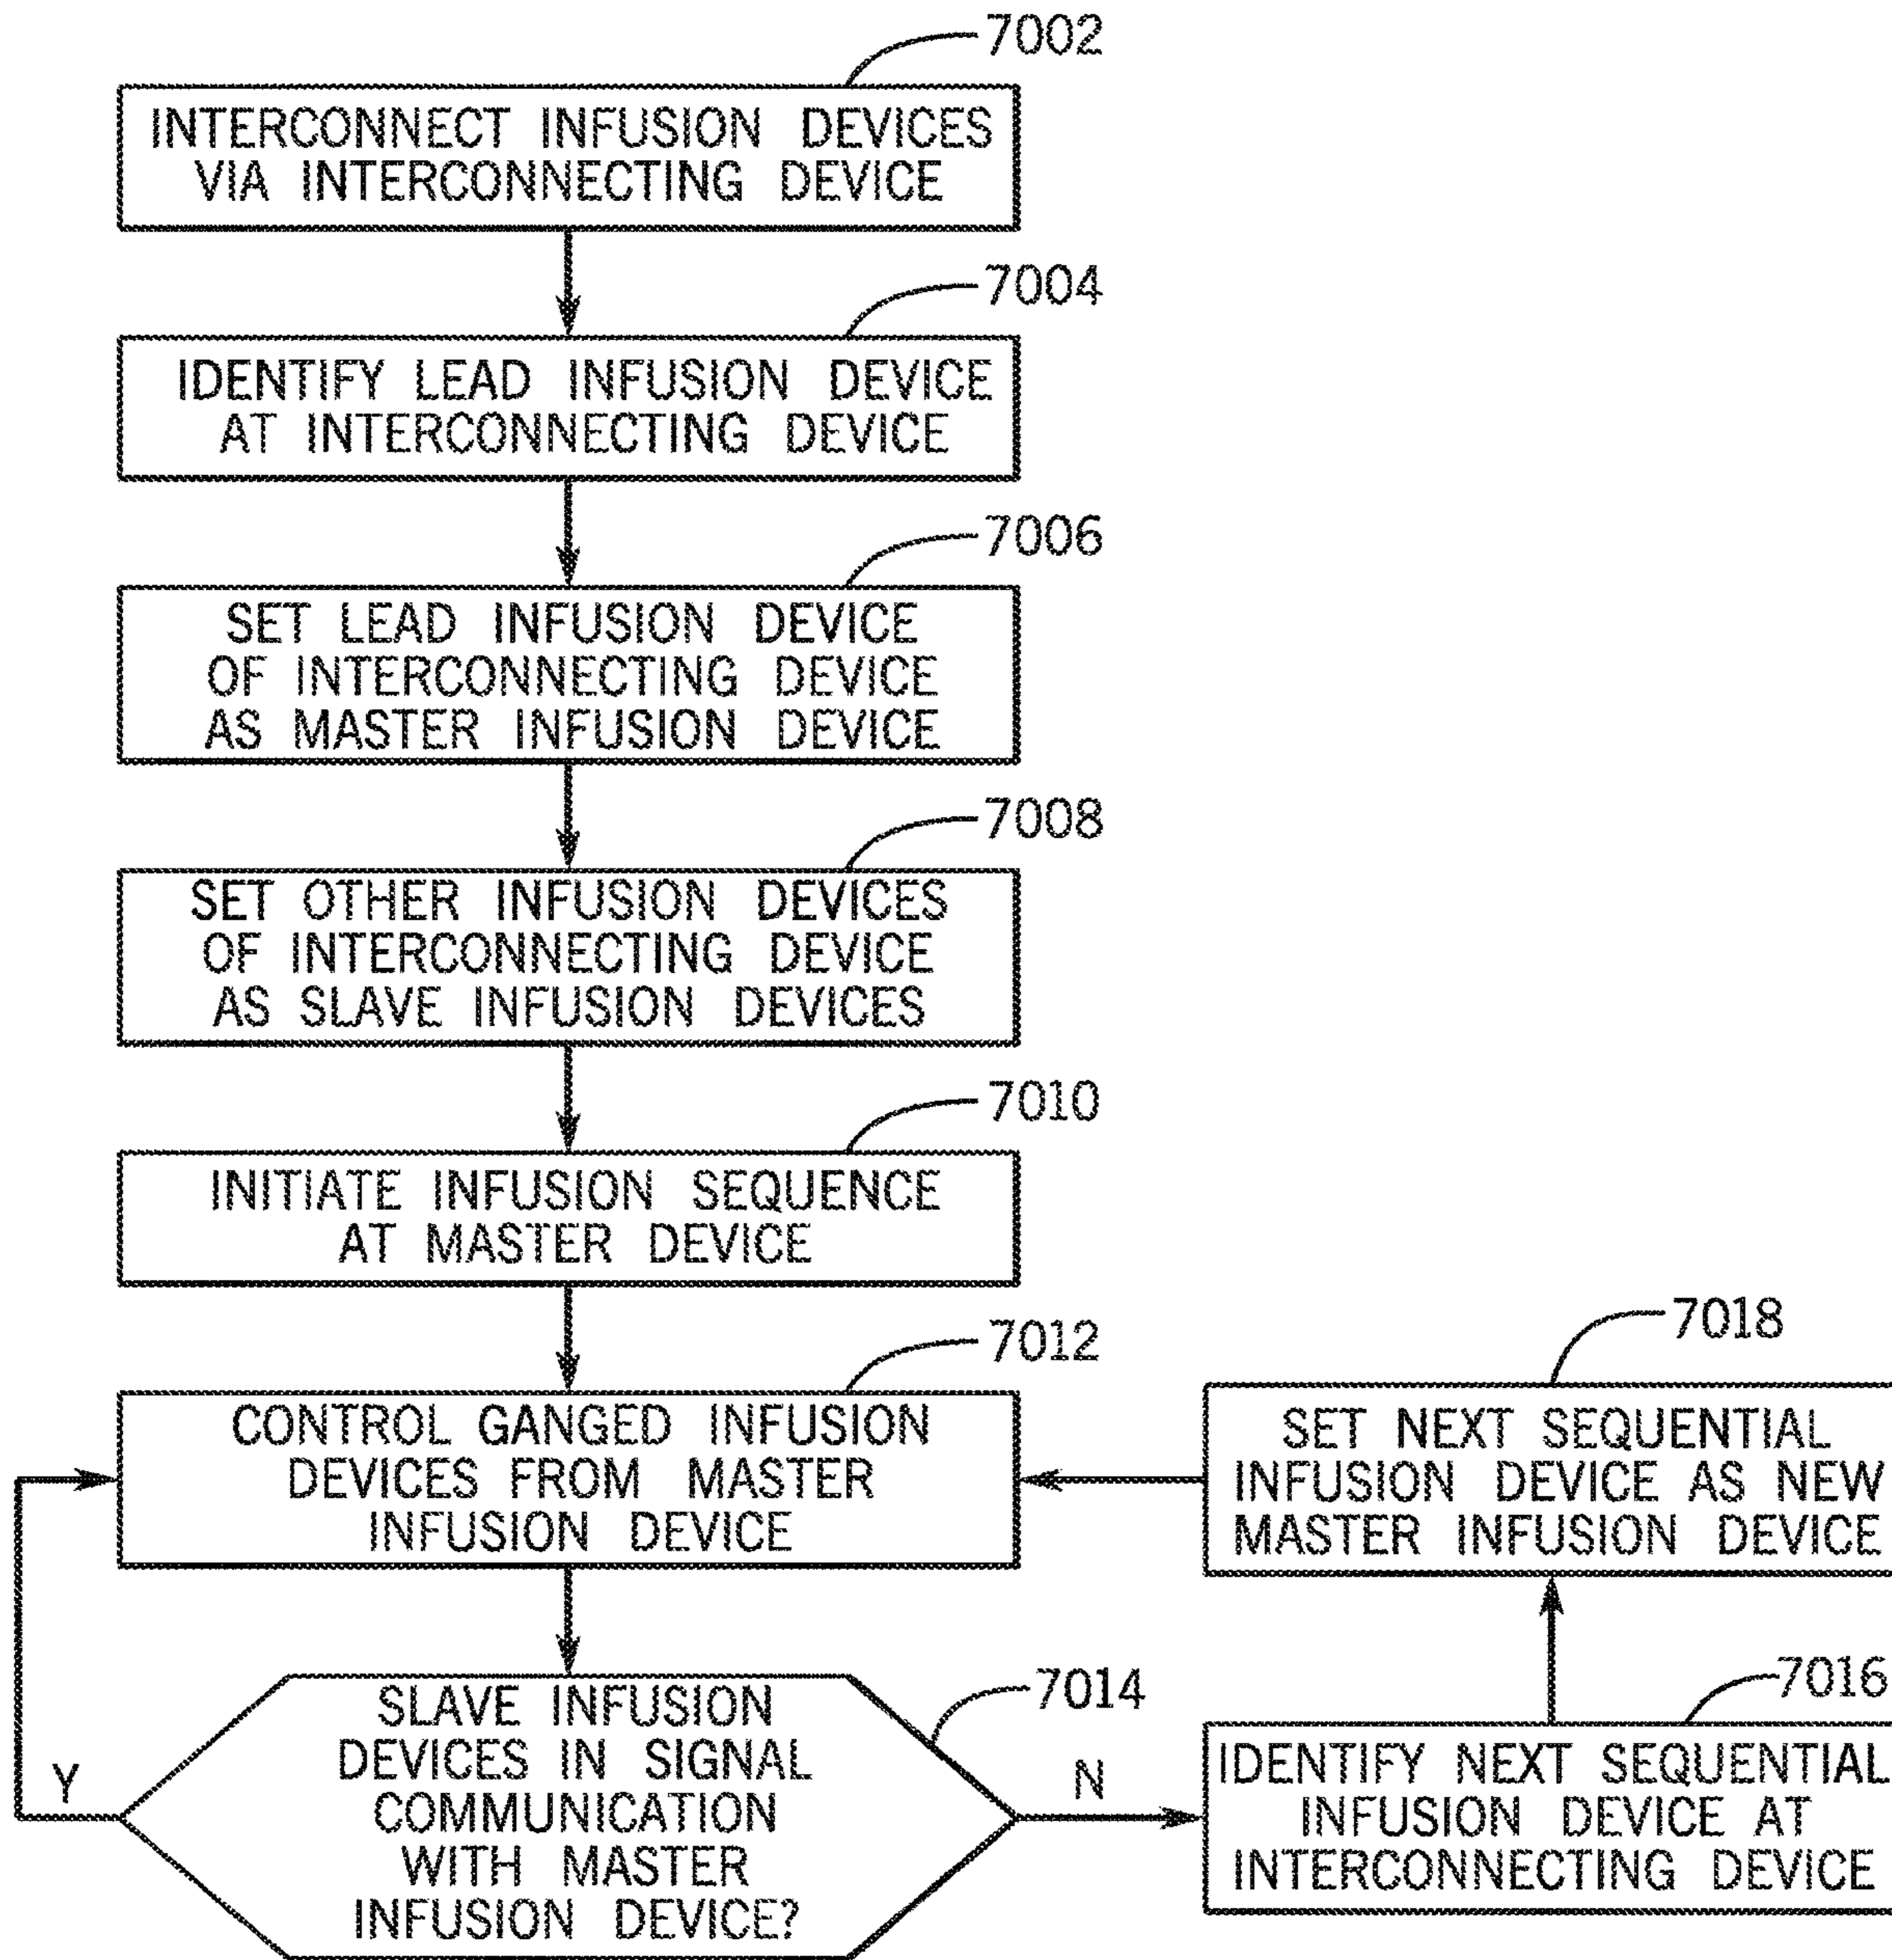 7002
INTERCONNECT INFUSION DEVICES
VIA INTERCONNECTING DEVICE
7004
IDENTIFY LEAD INFUSION DEVICE
AT INTERCONNECTING DEVICE
7006
SET LEAD INFUSION DEVICE
OF INTERCONNECTING DEVICE
AS MASTER INFUSION DEVICE
7008
SET OTHER INFUSION DEVICES
OF INTERCONNECTING DEVICE
AS SLAVE INFUSION DEVICES
7010
INITIATE INFUSION SEQUENCE
AT MASTER DEVICE
7012
CONTROL GANGED INFUSION
DEVICES FROM MASTER
INFUSION DEVICE
7014
SLAVE INFUSION
DEVICES IN SIGNAL
COMMUNICATION
WITH MASTER
INFUSION DEVICE?
Y
N
7016
IDENTIFY NEXT SEQUENTIAL
INFUSION DEVICE AT
INTERCONNECTING DEVICE
7018
SET NEXT SEQUENTIAL
INFUSION DEVICE AS NEW
MASTER INFUSION DEVICE